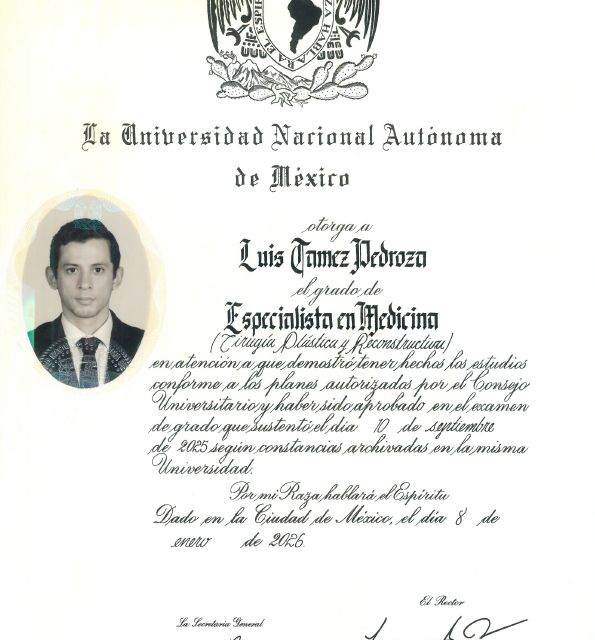 ESPIR
ZA HABLARA EL
La Universidad Nacional Autónoma
de México
otorga a
Luis Tamez Pedroza
el grado de
Especialista en Medicina
(Cirugía Plástica y Reconstructiva)
en atención a que demostró tener hechos los estudios
conforme a los planes autorizados por el Consejo
Universitario y haber sido aprobado en el examen
de grado que sustentó el día 10 de septiembre
de 2025 según constancias archivadas en la misma
Universidad.
Por mi Raza hablará el Espíritu
Dado en la Ciudad de México, el día 8 de
enero de 2026.
El Rector
La Secretaria General